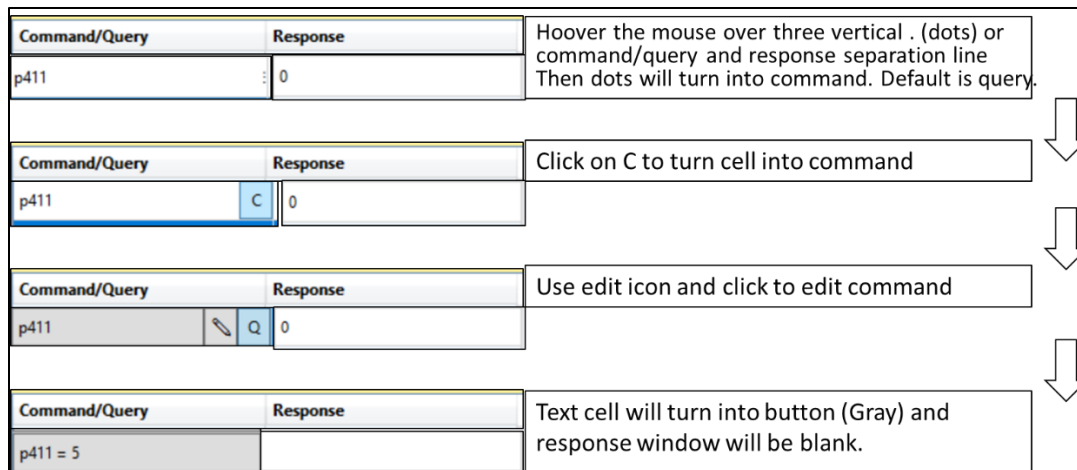 Command/Query Response
p411 ⋮ 0
Hoover the mouse over three vertical . (dots) or
command/query and response separation line
Then dots will turn into command. Default is query.
Command/Query Response
p411 C 0
Click on C to turn cell into command
Command/Query Response
p411 Q 0
Use edit icon and click to edit command
Command/Query Response
p411 = 5
Text cell will turn into button (Gray) and
response window will be blank.